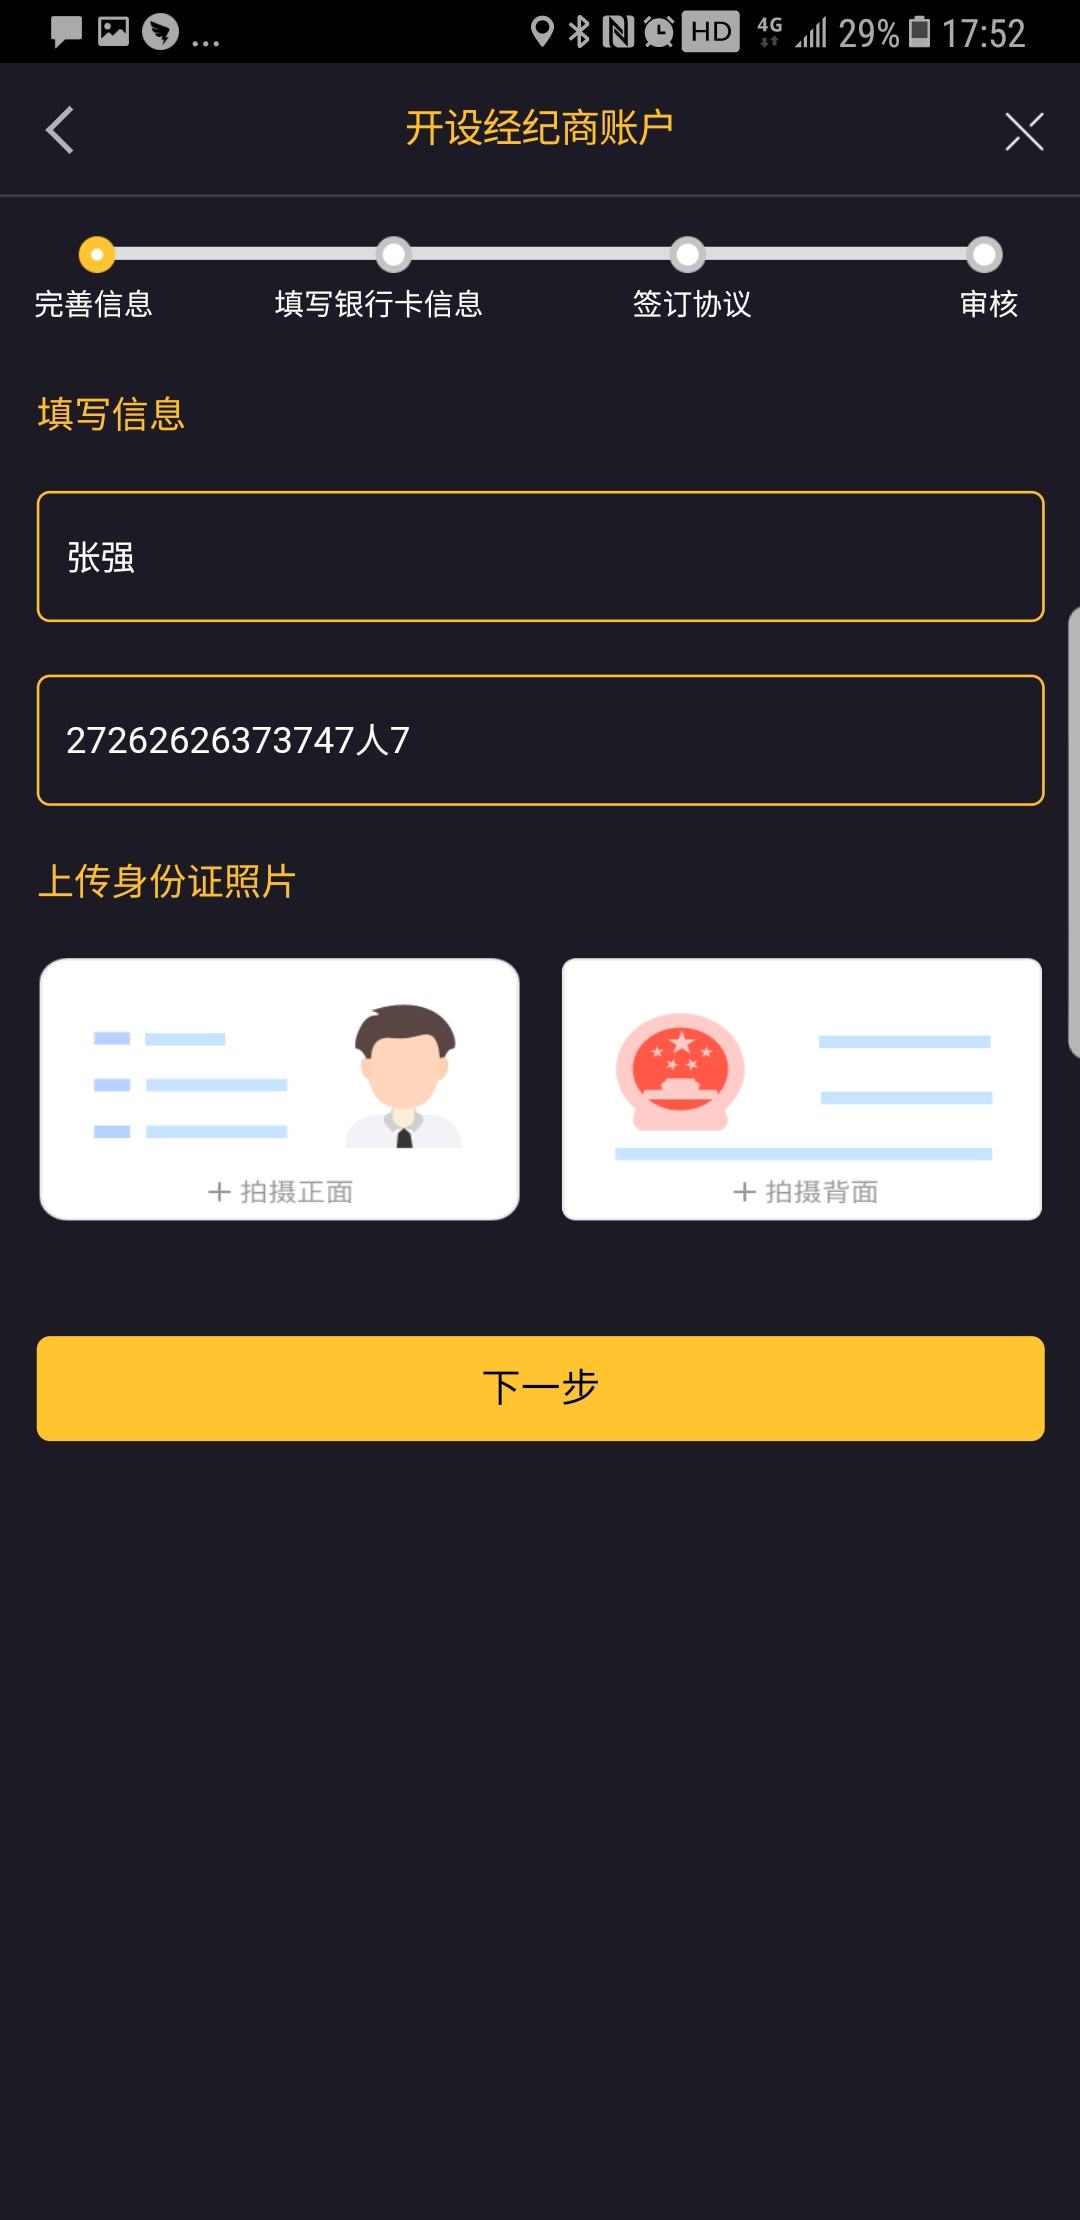 ... HD 4G 29% 17:52
开设经纪商账户
完善信息 填写银行卡信息 签订协议 审核
填写信息
张强
27262626373747人7
上传身份证照片
+ 拍摄正面 + 拍摄背面
下一步